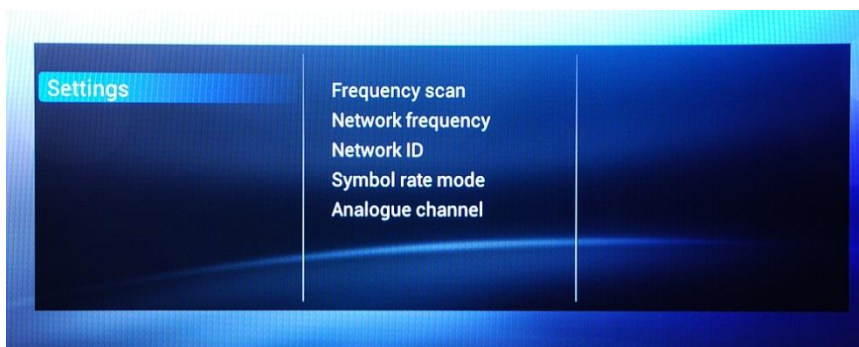 Settings
Frequency scan
Network frequency
Network ID
Symbol rate mode
Analogue channel